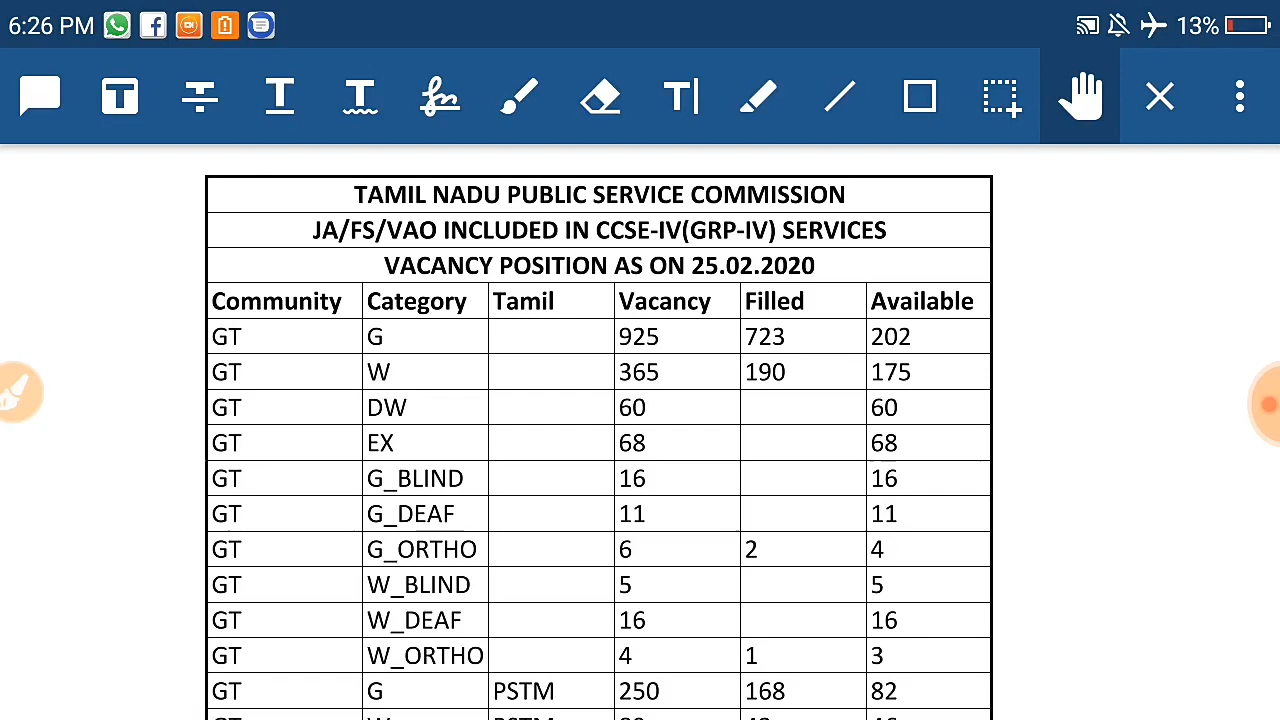 6:26 PM 13%
TAMIL NADU PUBLIC SERVICE COMMISSION
JA/FS/VAO INCLUDED IN CCSE-IV(GRP-IV) SERVICES
VACANCY POSITION AS ON 25.02.2020
Community Category Tamil Vacancy Filled Available
GT G 925 723 202
GT W 365 190 175
GT DW 60 60
GT EX 68 68
GT G_BLIND 16 16
GT G_DEAF 11 11
GT G_ORTHO 6 2 4
GT W_BLIND 5 5
GT W_DEAF 16 16
GT W_ORTHO 4 1 3
GT G PSTM 250 168 82